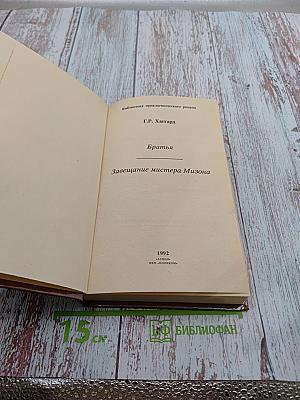 Библиотека приключенческого романа
Г.Р. Хаггард
Братья
Завещание мистера Мизона
1992
15 см
БИБЛИОФАН